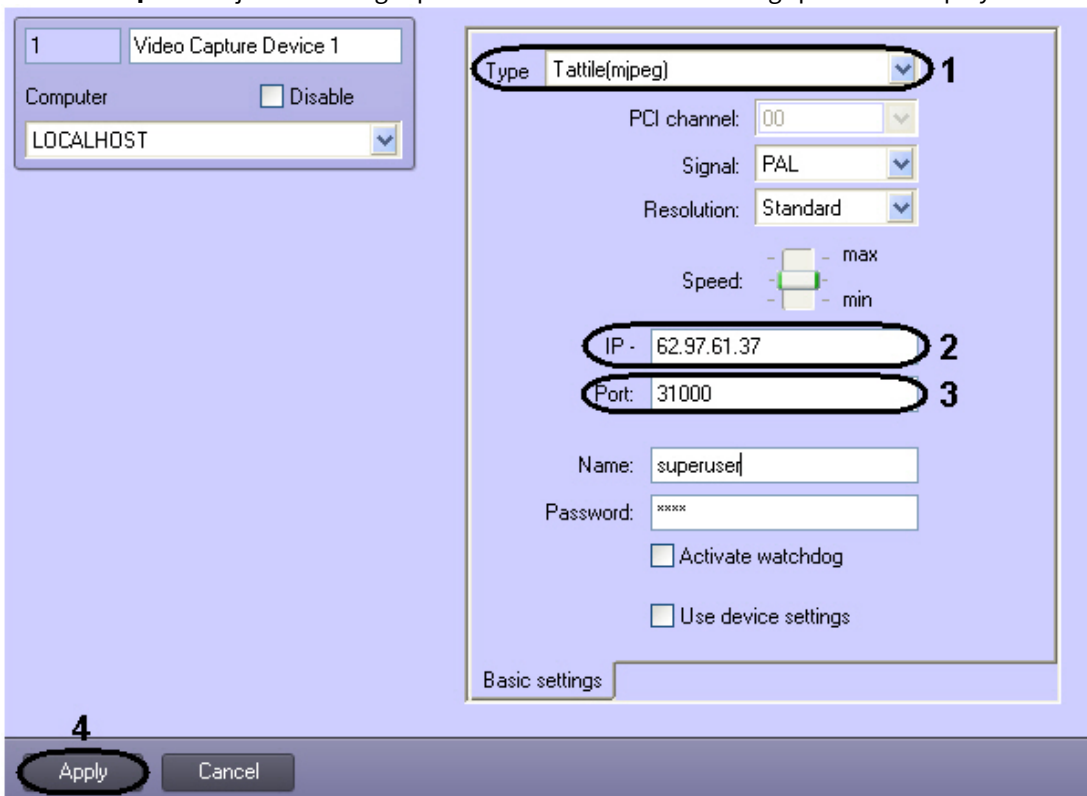 1 Video Capture Device 1
Computer Disable
LOCALHOST
Type Tattile(mjpeg) 1
PCI channel: 00
Signal: PAL
Resolution: Standard
Speed: max
min
IP - 62.97.61.37 2
Port: 31000 3
Name: superuser
Password: ****
Activate watchdog
Use device settings
Basic settings
4
Apply Cancel